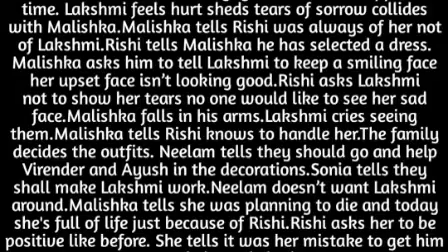 time. Lakshmi feels hurt sheds tears of sorrow collides
with Malishka.Malishka tells Rishi was always of her not
of Lakshmi.Rishi tells Malishka he has selected a dress.
Malishka asks him to tell Lakshmi to keep a smiling face
her upset face isn't looking good.Rishi asks Lakshmi
not to show her tears no one would like to see her sad
face.Malishka falls in his arms.Lakshmi cries seeing
them.Malishka tells Rishi knows to handle her.The family
decides the outfits. Neelam tells they should go and help
Virender and Ayush in the decorations.Sonia tells they
shall make Lakshmi work.Neelam doesn't want Lakshmi
around.Malishka tells she was planning to die and today
she's full of life just because of Rishi.Rishi asks her to be
positive like before. She tells it was her mistake to get him